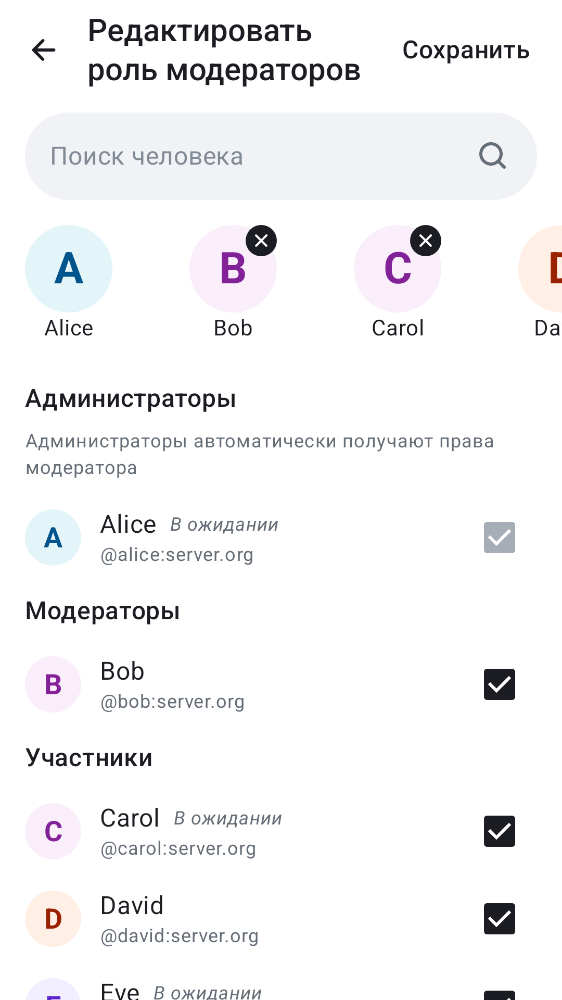 Редактировать
роль модераторов
Сохранить
Поиск человека
A
B
C
Alice
Bob
Carol
Da
Администраторы
Администраторы автоматически получают права
модератора
A
Alice В ожидании
@alice:server.org
Модераторы
B
Bob
@bob:server.org
Участники
C
Carol В ожидании
@carol:server.org
D
David
@david:server.org
Eve В ожидании